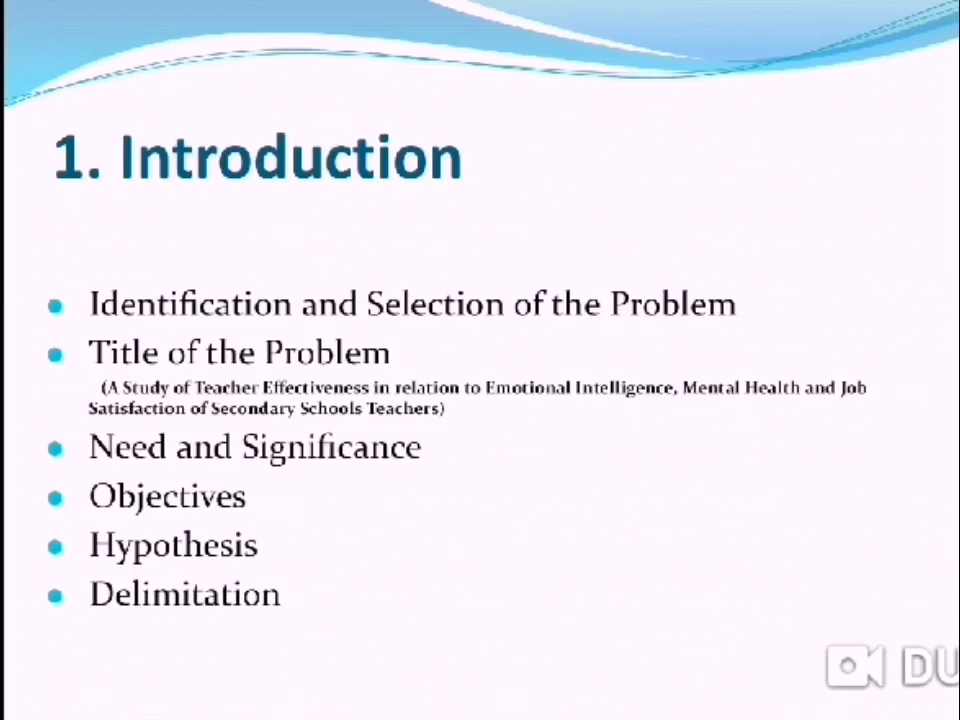 1. Introduction
Identification and Selection of the Problem
Title of the Problem
(A Study of Teacher Effectiveness in relation to Emotional Intelligence, Mental Health and Job
Satisfaction of Secondary Schools Teachers)
Need and Significance
Objectives
Hypothesis
Delimitation
DU